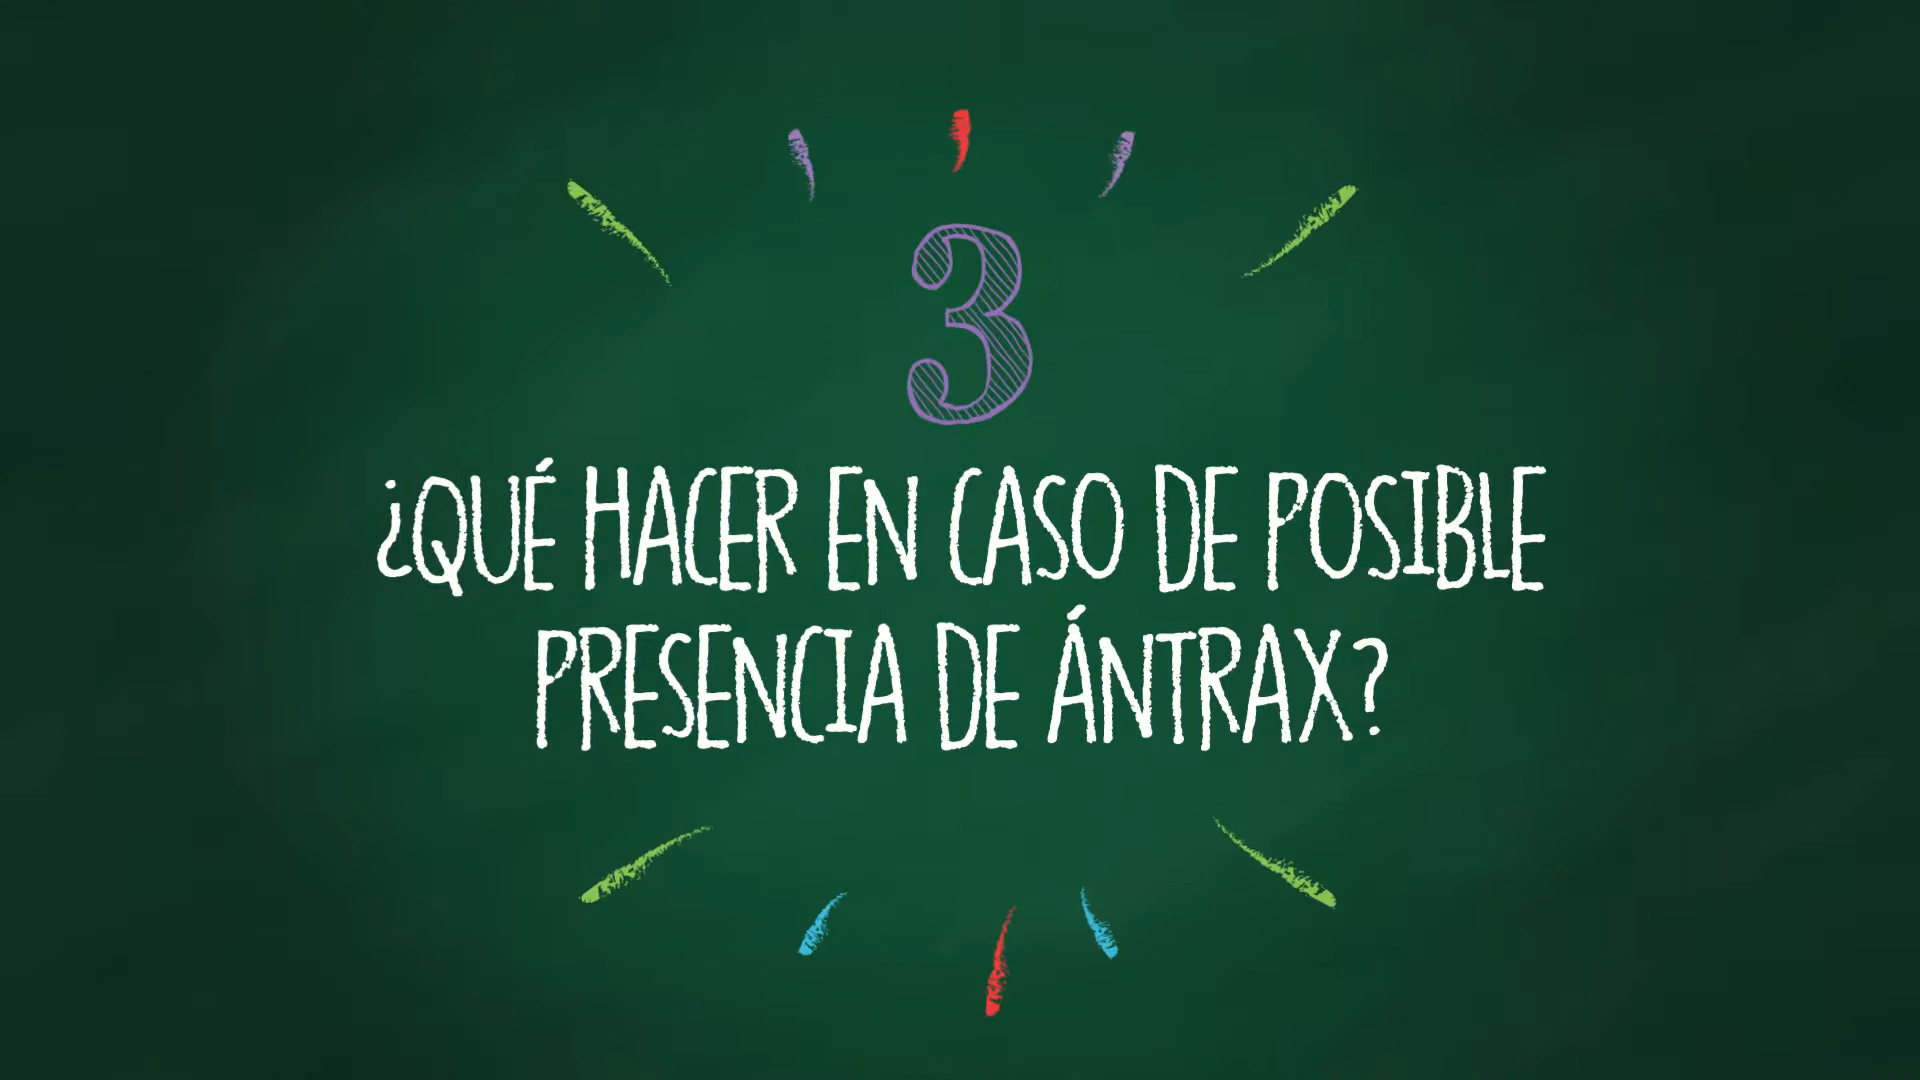 3
¿QUÉ HACER EN CASO DE POSIBLE
PRESENCIA DE ÁNTRAX?